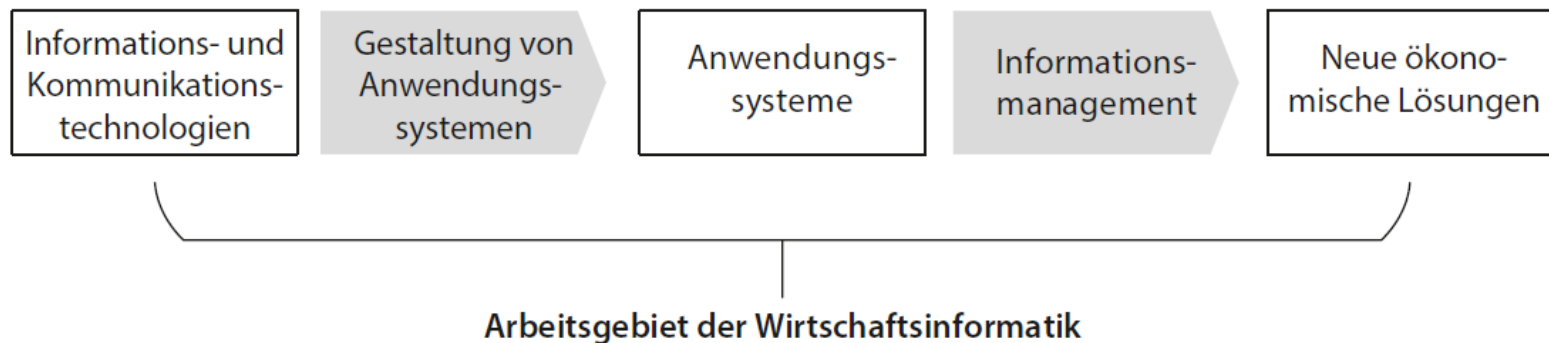 Informations- und
Kommunikations-
technologien
Gestaltung von
Anwendungs-
systemen
Anwendungs-
systeme
Informations-
management
Neue ökono-
mische Lösungen
Arbeitsgebiet der Wirtschaftsinformatik